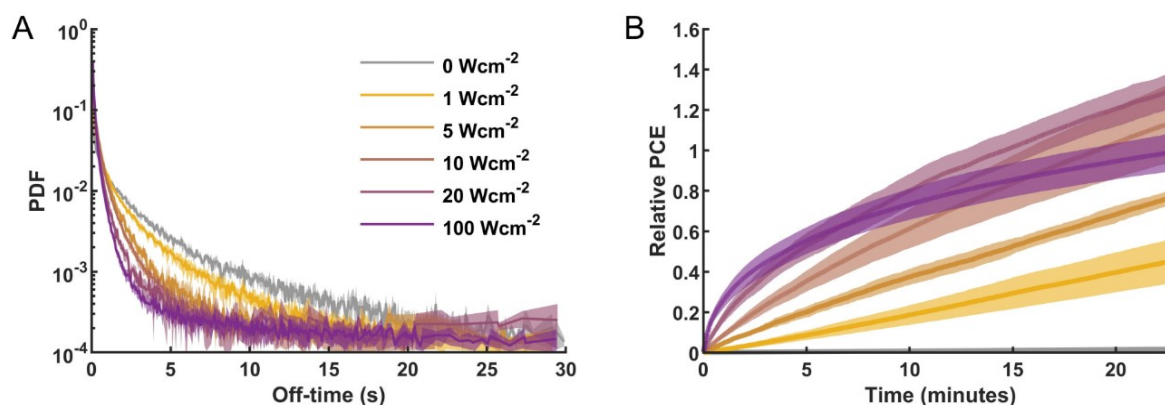 A
10⁰
10⁻¹
10⁻²
10⁻³
10⁻⁴
PDF
0 Wcm⁻²
1 Wcm⁻²
5 Wcm⁻²
10 Wcm⁻²
20 Wcm⁻²
100 Wcm⁻²
0 5 10 15 20 25 30
Off-time (s)
B
1.6
1.4
1.2
1
0.8
0.6
0.4
0.2
0
Relative PCE
0 5 10 15 20
Time (minutes)